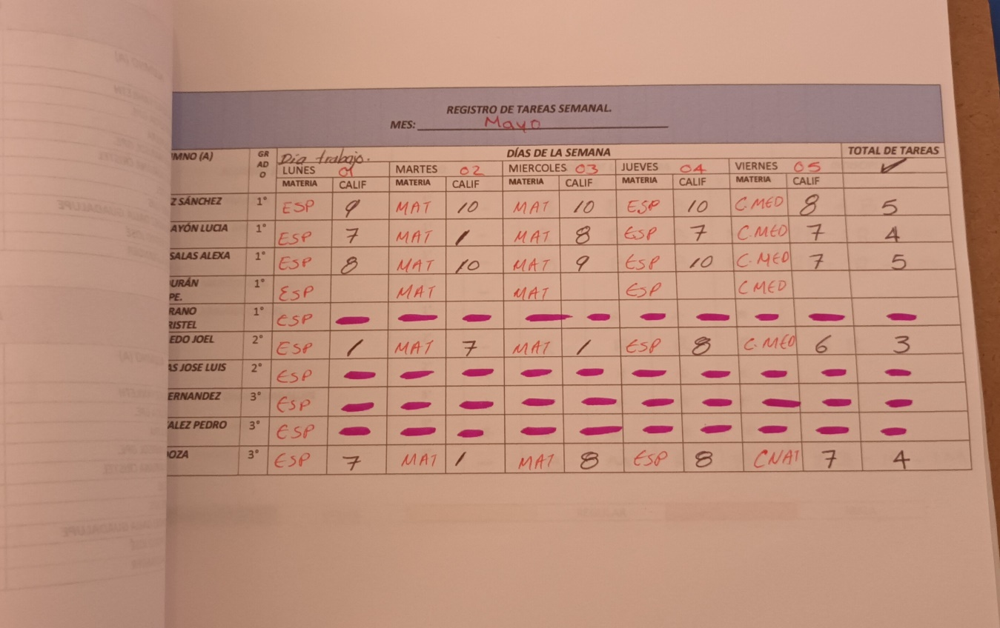 REGISTRO DE TAREAS SEMANAL.
MES: Mayo
MNO (A) GR AD O Día trabajo. DÍAS DE LA SEMANA TOTAL DE TAREAS
LUNES 01 MARTES 02 MIERCOLES 03 JUEVES 04 VIERNES 05 ✓
MATERIA CALIF MATERIA CALIF MATERIA CALIF MATERIA CALIF MATERIA CALIF
Z SÁNCHEZ 1° ESP 9 MAT 10 MAT 10 ESP 10 C.MED 8 5
AYÓN LUCIA 1° ESP 7 MAT / MAT 8 ESP 7 C.MED 7 4
SALAS ALEXA 1° ESP 8 MAT 10 MAT 9 ESP 10 C.MED 7 5
URÁN 1° ESP MAT MAT ESP CMED
PE.
RANO 1° ESP
RISTEL
EDO JOEL 2° ESP / MAT 7 MAT / ESP 8 C.MED 6 3
AS JOSE LUIS 2° ESP
ERNANDEZ 3° ESP
ALEZ PEDRO 3° ESP
OZA 3° ESP 7 MAT / MAT 8 ESP 8 CNAT 7 4